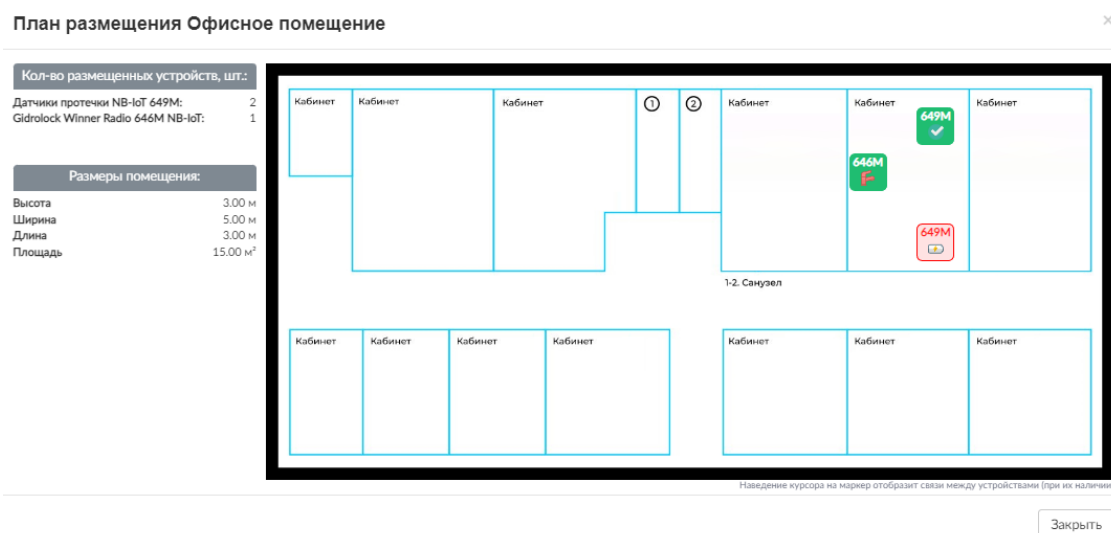 План размещения Офисное помещение
×
Кол-во размещенных устройств, шт.:
Датчики протечки NB-IoT 649M: 2
Gidrolock Winner Radio 646M NB-IoT: 1
Размеры помещения:
Высота 3.00 м
Ширина 5.00 м
Длина 3.00 м
Площадь 15.00 м²
Кабинет Кабинет Кабинет 1 2 Кабинет Кабинет Кабинет
649M
646M
649M
1-2. Санузел
Кабинет Кабинет Кабинет Кабинет Кабинет Кабинет Кабинет
Наведение курсора на маркер отобразит связи между устройствами (при их наличии
Закрыть